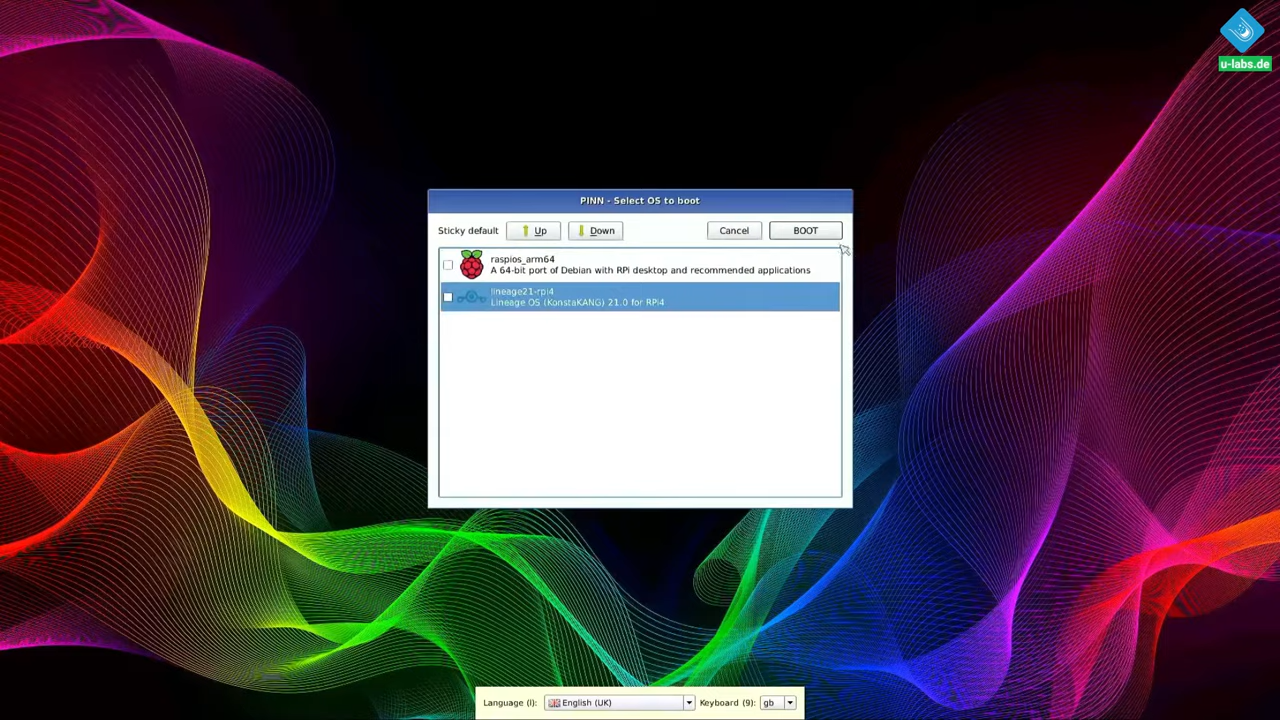 u-labs.de
PINN - Select OS to boot
Sticky default Up Down Cancel BOOT
raspios_arm64
A 64-bit port of Debian with RPi desktop and recommended applications
lineage21-rpi4
Lineage OS (KonstaKANG) 21.0 for RPi4
Language (l): English (UK) Keyboard (9): gb